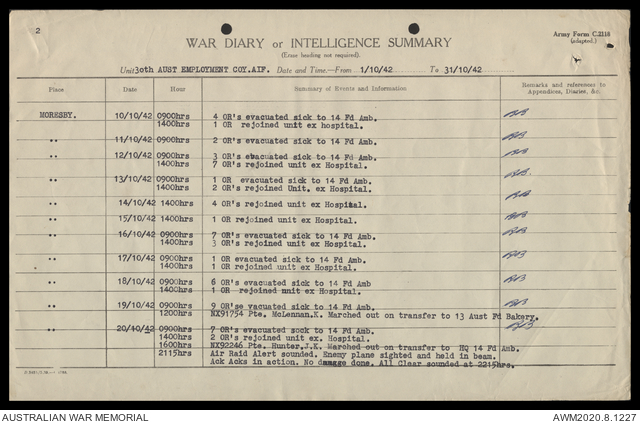 2
Army Form C.2118
(adapted.)
WAR DIARY or INTELLIGENCE SUMMARY
(Erase heading not required).
Unit 30th AUST EMPLOYMENT COY.AIF. Date and Time.—From 1/10/42 To 31/10/42
Place Date Hour Summary of Events and Information Remarks and references to Appendices, Diaries, &c.
MORESBY. 10/10/42 0900hrs 4 OR's evacuated sick to 14 Fd Amb.
1400hrs 1 OR rejoined unit ex hospital.
" 11/10/42 0900hrs 2 OR's evacuated sick to 14 Fd Amb.
" 12/10/42 0900hrs 3 OR's evacuated sick to 14 Fd Amb.
1400hrs 7 OR's rejoined unit ex Hospital.
" 13/10/42 0900hrs 1 OR evacuated sick to 14 Fd Amb.
1400hrs 2 OR's rejoined Unit. ex Hospital.
" 14/10/42 1400hrs 4 OR's rejoined unit ex Hospital.
" 15/10/42 1400hrs 1 OR rejoined unit ex Hospital.
" 16/10/42 0900hrs 7 OR's evacuated sick to 14 Fd Amb.
1400hrs 3 OR's rejoined unit ex Hospital.
" 17/10/42 0900hrs 1 OR evacuated sick to 14 Fd Amb.
1400hrs 1 OR rejoined unit ex Hospital.
" 18/10/42 0900hrs 6 OR's evacuated sick to 14 Fd Amb
1400hrs 1 OR rejoined unit ex Hospital.
" 19/10/42 0900hrs 9 OR'se vacuated sick to 14 Fd Amb.
1200hrs NX91754 Pte. McLennan.K. Marched out on transfer to 13 Aust Fd Bakery.
" 20/10/42 0900hrs 7 OR's evacuated sock to 14 Fd Amb.
1400hrs 2 OR's rejoined unit ex. Hospital.
1600hrs NX92246 Pte. Hunter.J.K. Marched out on transfer to HQ 14 Fd Amb.
2115hrs Air Raid Alert sounded. Enemy plane sighted and held in beam.
Ack Acks in action. No damage done. All Clear sounded at 2215hrs.
AUSTRALIAN WAR MEMORIAL AWM2020.8.1227